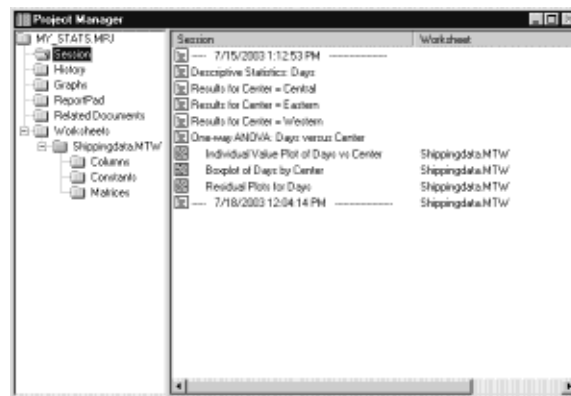 Project Manager
MY_STATS.MPJ
Session
History
Graphs
ReportPad
Related Documents
Worksheets
Shippingdata.MTW
Columns
Constants
Matrices
Session Worksheet
---- 7/15/2003 1:12:53 PM ----------------
Descriptive Statistics: Days
Results for Center = Central
Results for Center = Eastern
Results for Center = Western
One-way ANOVA: Days versus Center
Individual Value Plot of Days vs Center Shippingdata.MTW
Boxplot of Days by Center Shippingdata.MTW
Residual Plots for Days Shippingdata.MTW
---- 7/18/2003 12:04:14 PM ---------------- Shippingdata.MTW